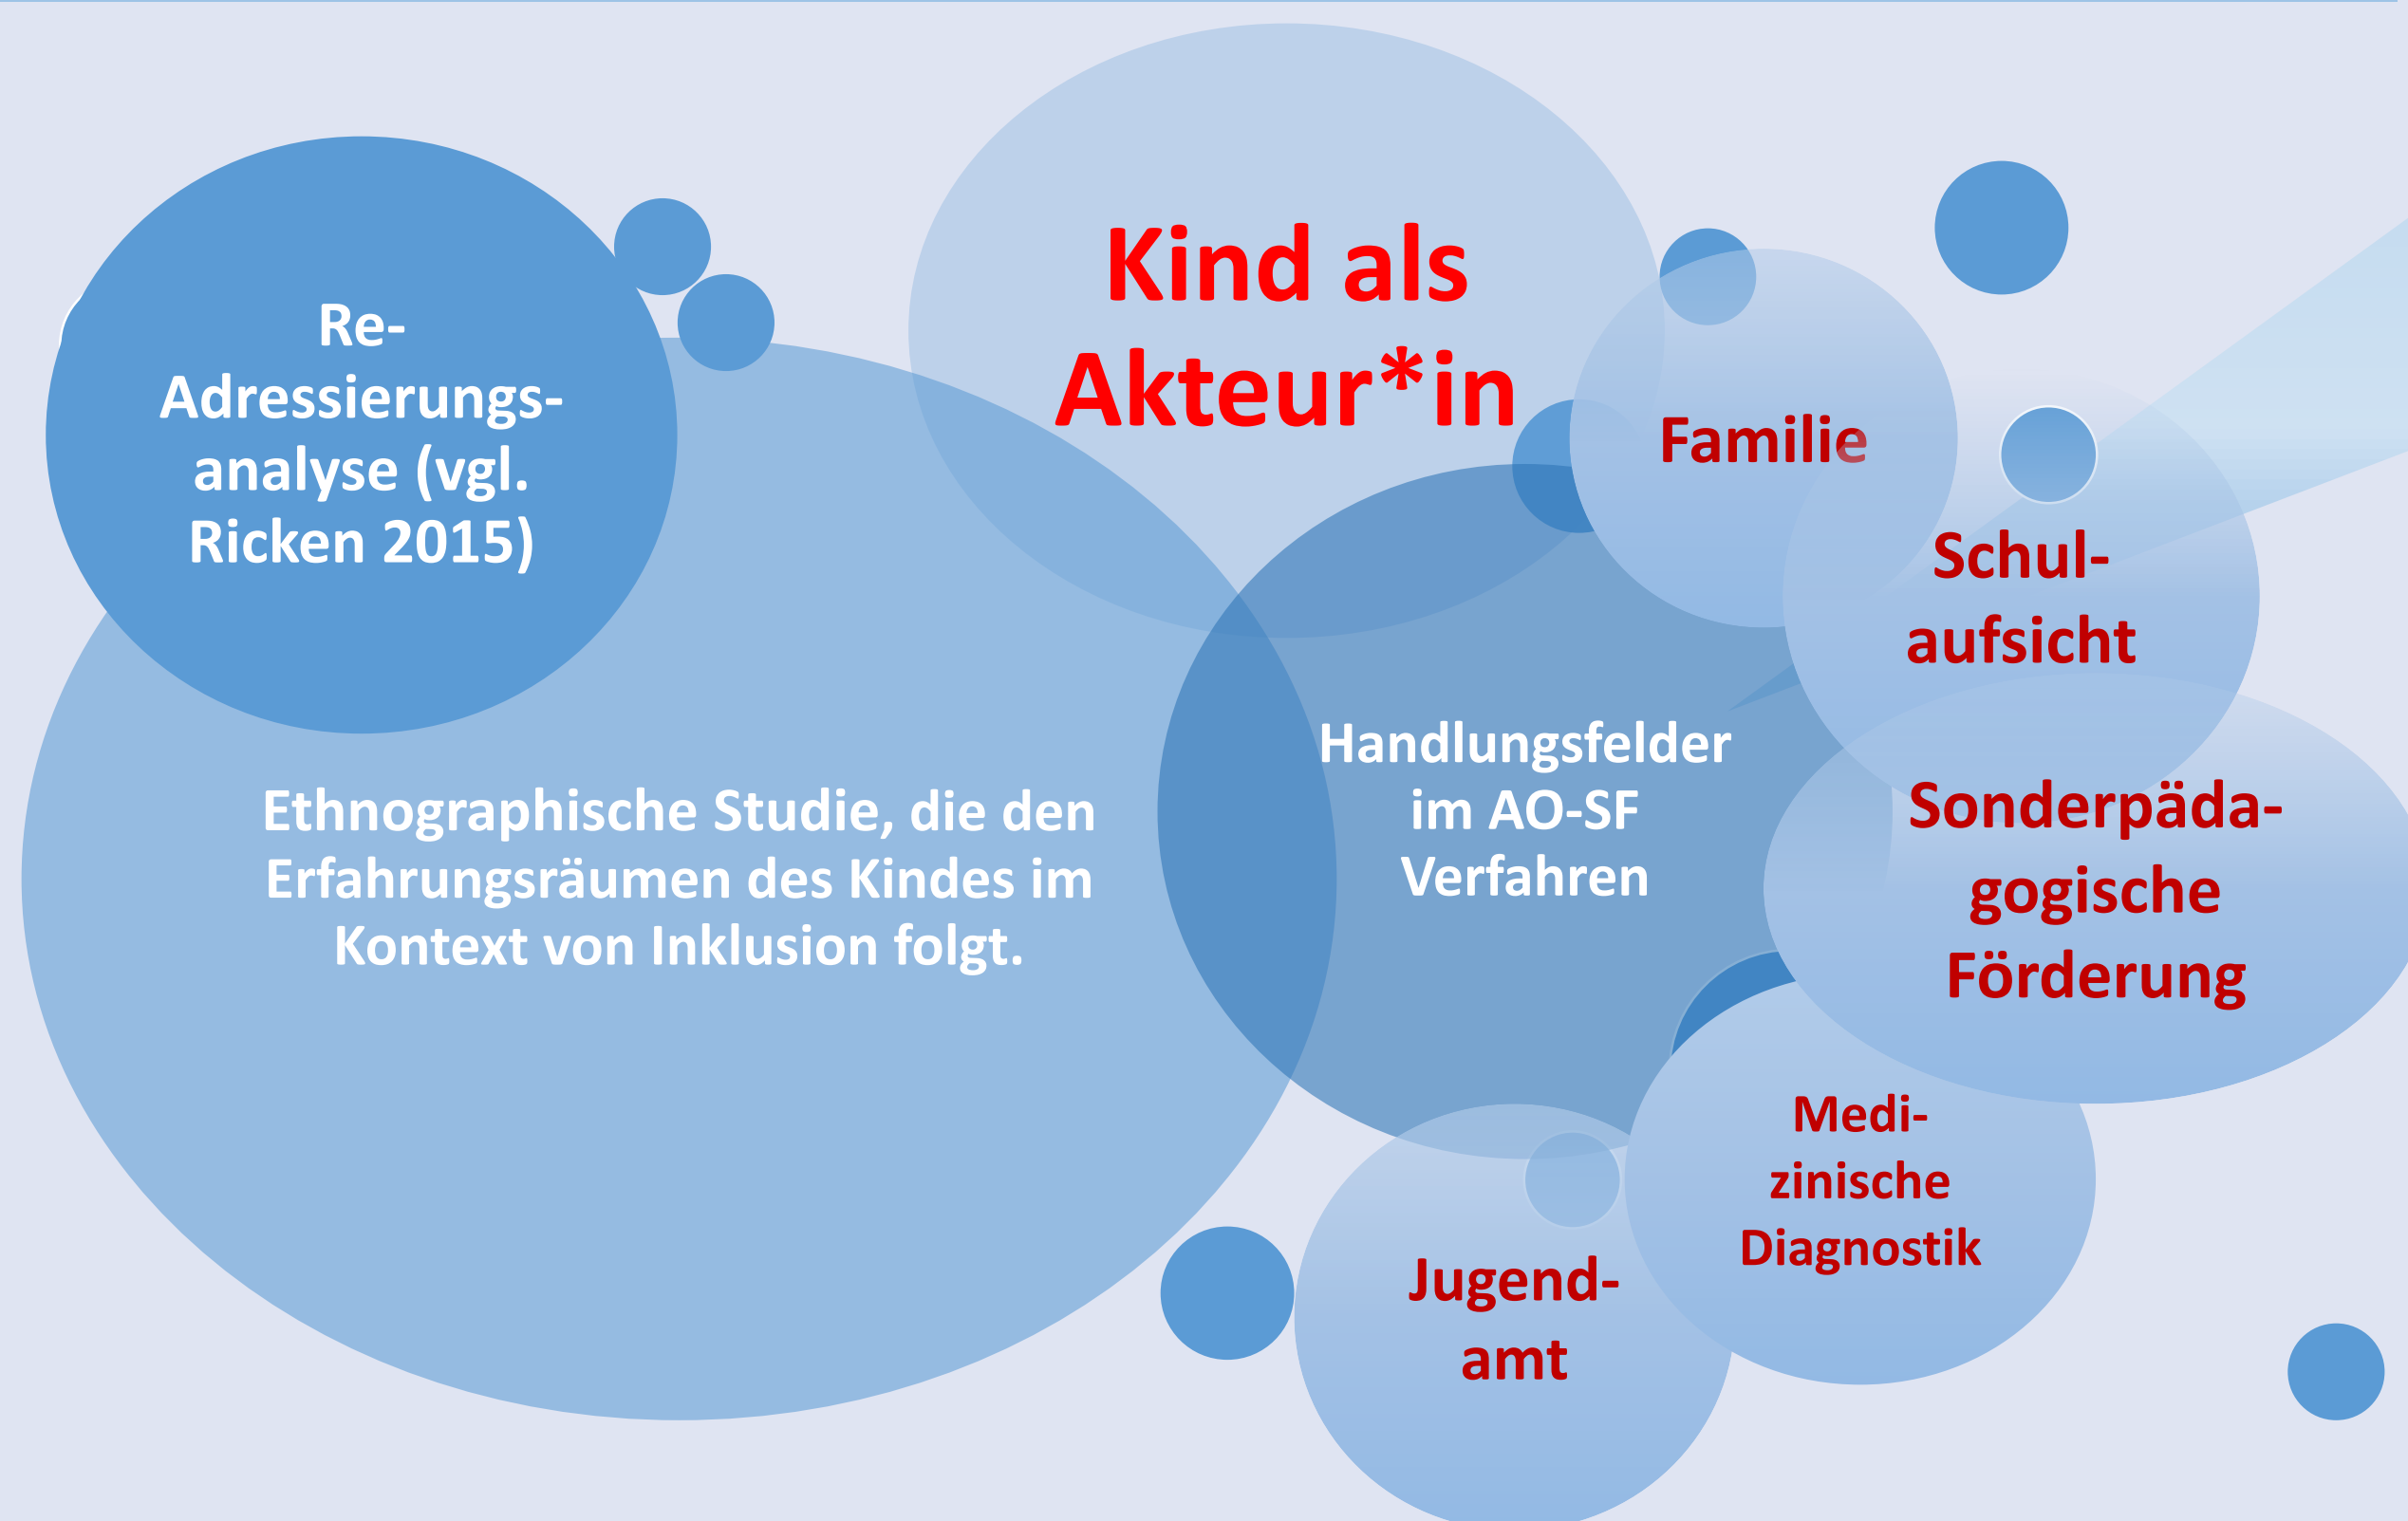 Kind als
Akteur*in
Re-
Adressierungs-
analyse (vgl.
Ricken 2015)
Ethnographische Studie, die den
Erfahrungsräumen des Kindes im
Kontext von Inklusion folgt.
Handlungsfelder
im AO-SF
Verfahren
Familie
Schul-
aufsicht
Sonderpäda-
gogische
Förderung
Medi-
zinische
Diagnostik
Jugend-
amt